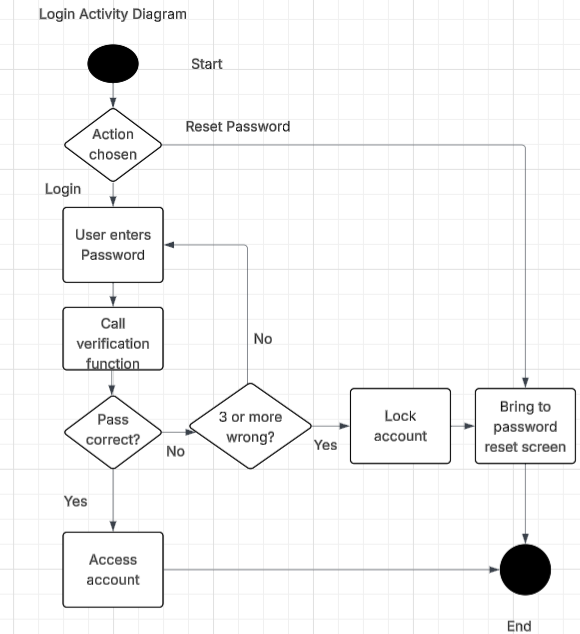 Login Activity Diagram
Start
Action
chosen
Reset Password
Login
User enters
Password
Call
verification
function
No
Pass
correct?
No
3 or more
wrong?
Yes
Lock
account
Bring to
password
reset screen
Yes
Access
account
End